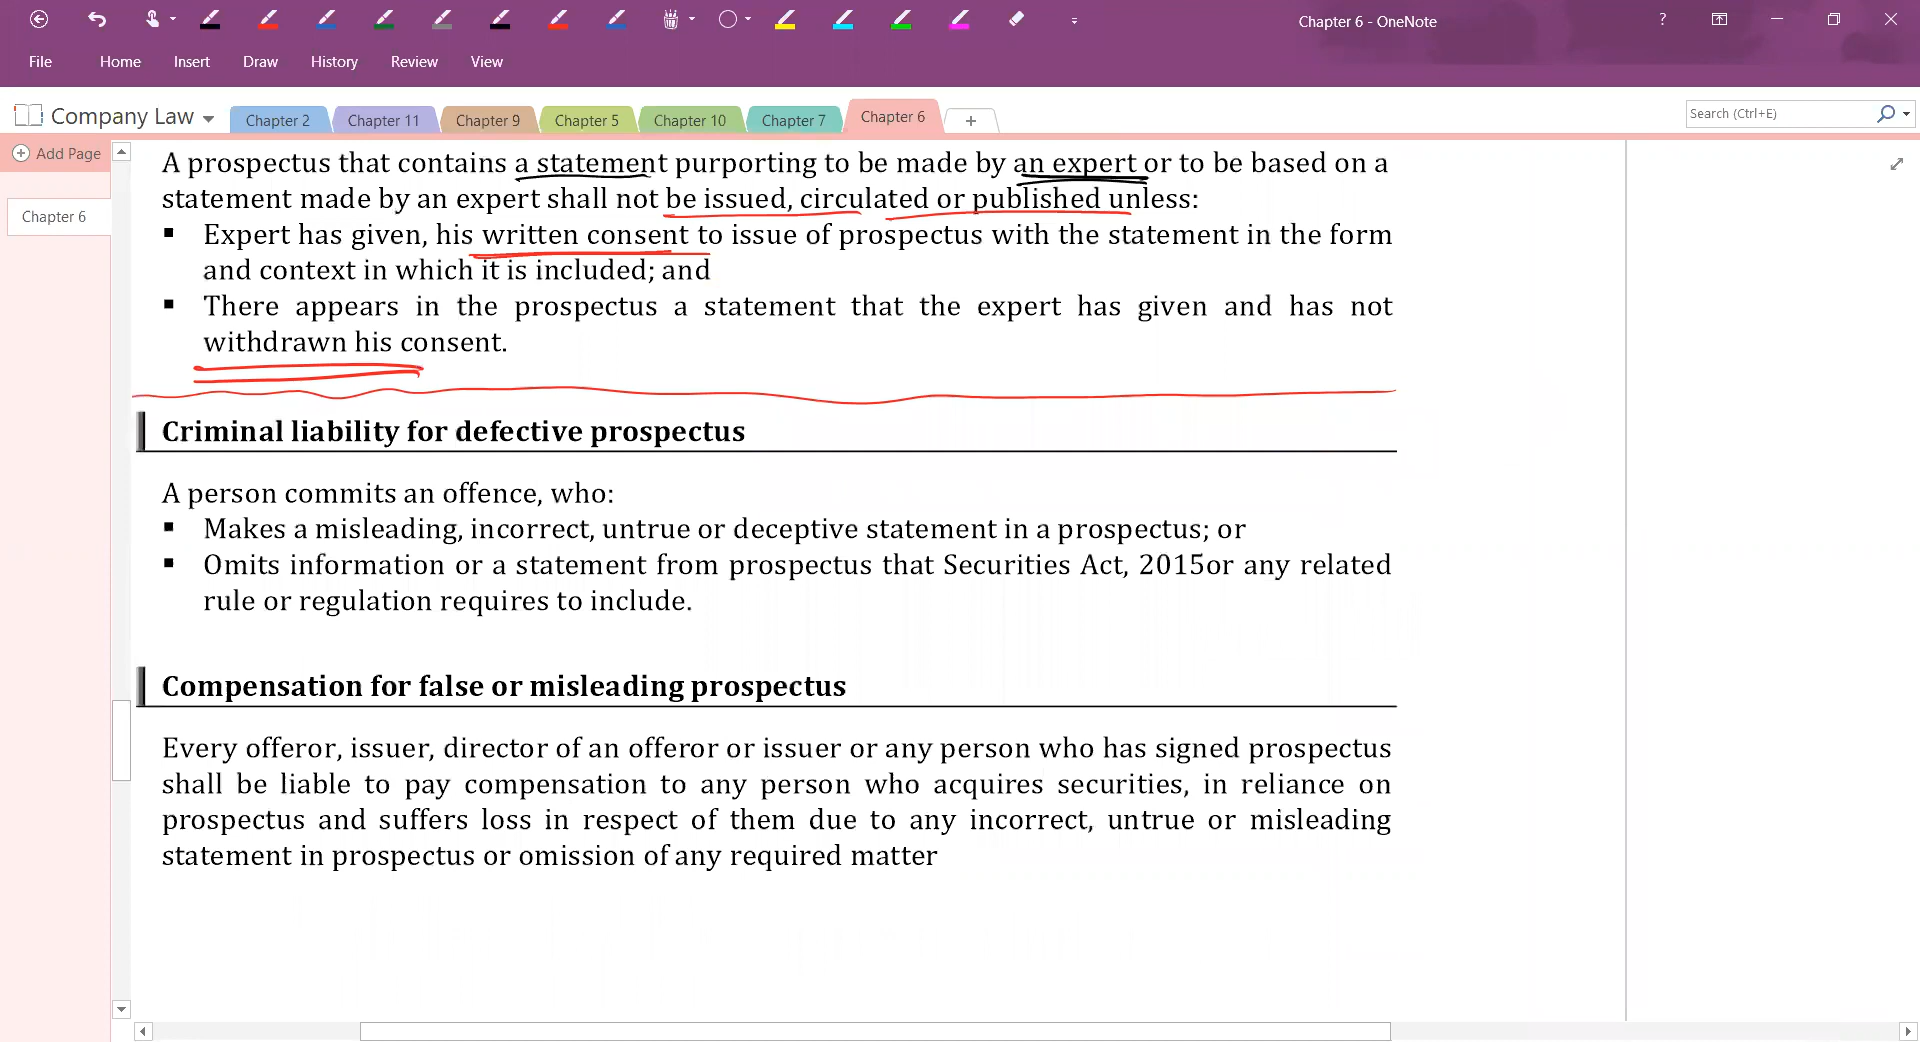 Chapter 6 - OneNote
?
File Home Insert Draw History Review View
Company Law Chapter 2 Chapter 11 Chapter 9 Chapter 5 Chapter 10 Chapter 7 Chapter 6 + Search (Ctrl+E)
Add Page
Chapter 6
A prospectus that contains a statement purporting to be made by an expert or to be based on a
statement made by an expert shall not be issued, circulated or published unless:
▪ Expert has given, his written consent to issue of prospectus with the statement in the form
and context in which it is included; and
▪ There appears in the prospectus a statement that the expert has given and has not
withdrawn his consent.
Criminal liability for defective prospectus
A person commits an offence, who:
▪ Makes a misleading, incorrect, untrue or deceptive statement in a prospectus; or
▪ Omits information or a statement from prospectus that Securities Act, 2015or any related
rule or regulation requires to include.
Compensation for false or misleading prospectus
Every offeror, issuer, director of an offeror or issuer or any person who has signed prospectus
shall be liable to pay compensation to any person who acquires securities, in reliance on
prospectus and suffers loss in respect of them due to any incorrect, untrue or misleading
statement in prospectus or omission of any required matter